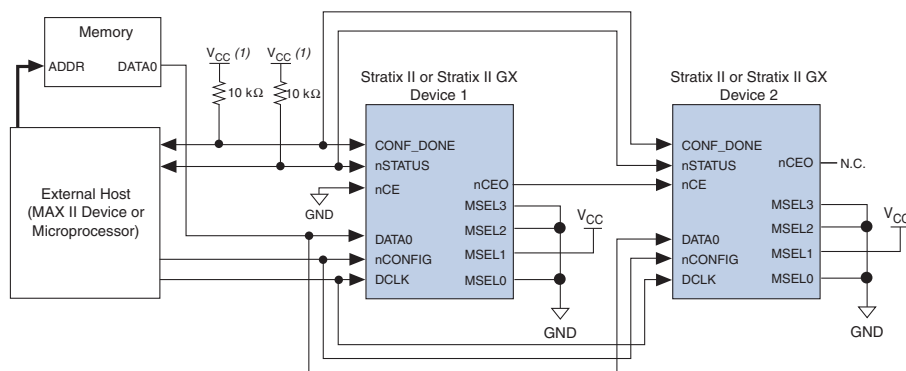 Memory
ADDR
DATA0
VCC (1)
VCC (1)
10 kΩ
10 kΩ
External Host
(MAX II Device or
Microprocessor)
GND
Stratix II or Stratix II GX
Device 1
CONF_DONE
nSTATUS
nCE
DATA0
nCONFIG
DCLK
nCEO
MSEL3
MSEL2
MSEL1
MSEL0
VCC
GND
Stratix II or Stratix II GX
Device 2
CONF_DONE
nSTATUS
nCE
DATA0
nCONFIG
DCLK
nCEO
N.C.
MSEL3
MSEL2
MSEL1
MSEL0
VCC
GND